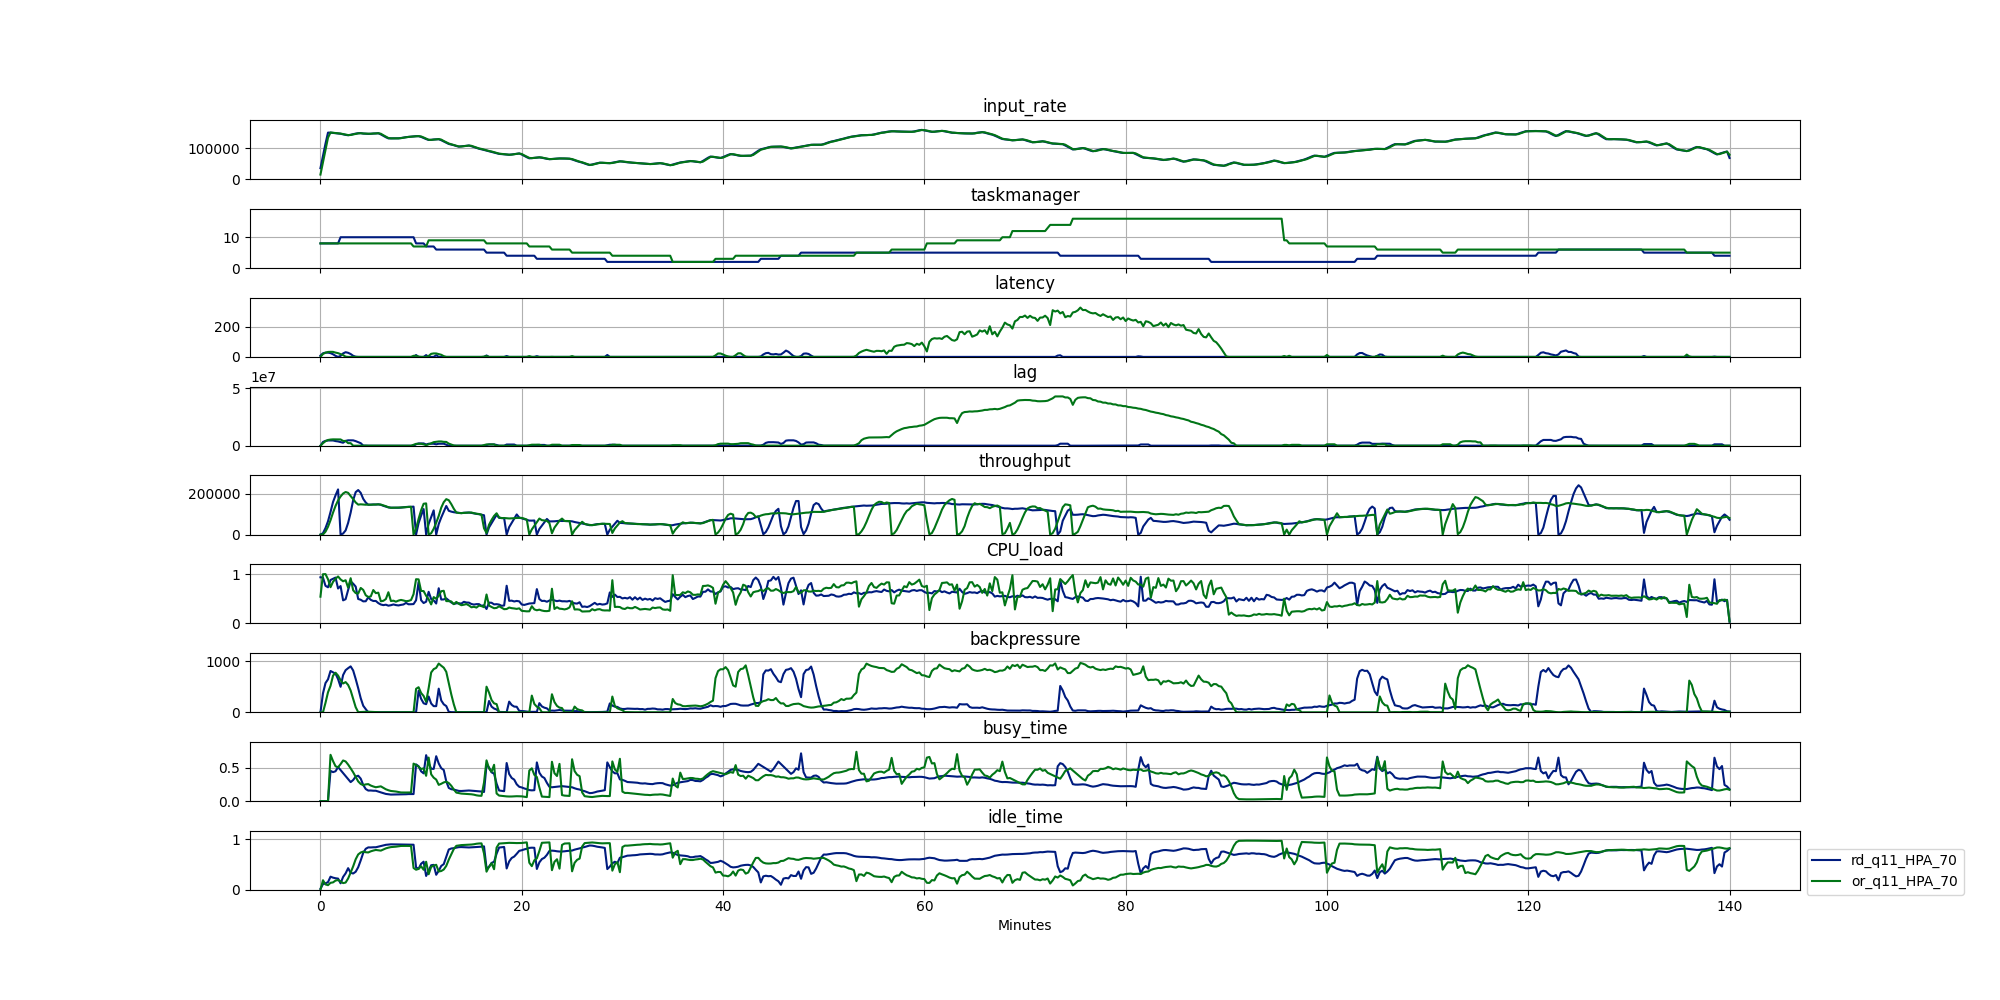 input_rate
100000
0
taskmanager
10
0
latency
200
0
1e7
lag
5
0
throughput
200000
0
CPU_load
1
0
backpressure
1000
0
busy_time
0.5
0.0
idle_time
1
0
0 20 40 60 80 100 120 140
Minutes
rd_q11_HPA_70
or_q11_HPA_70